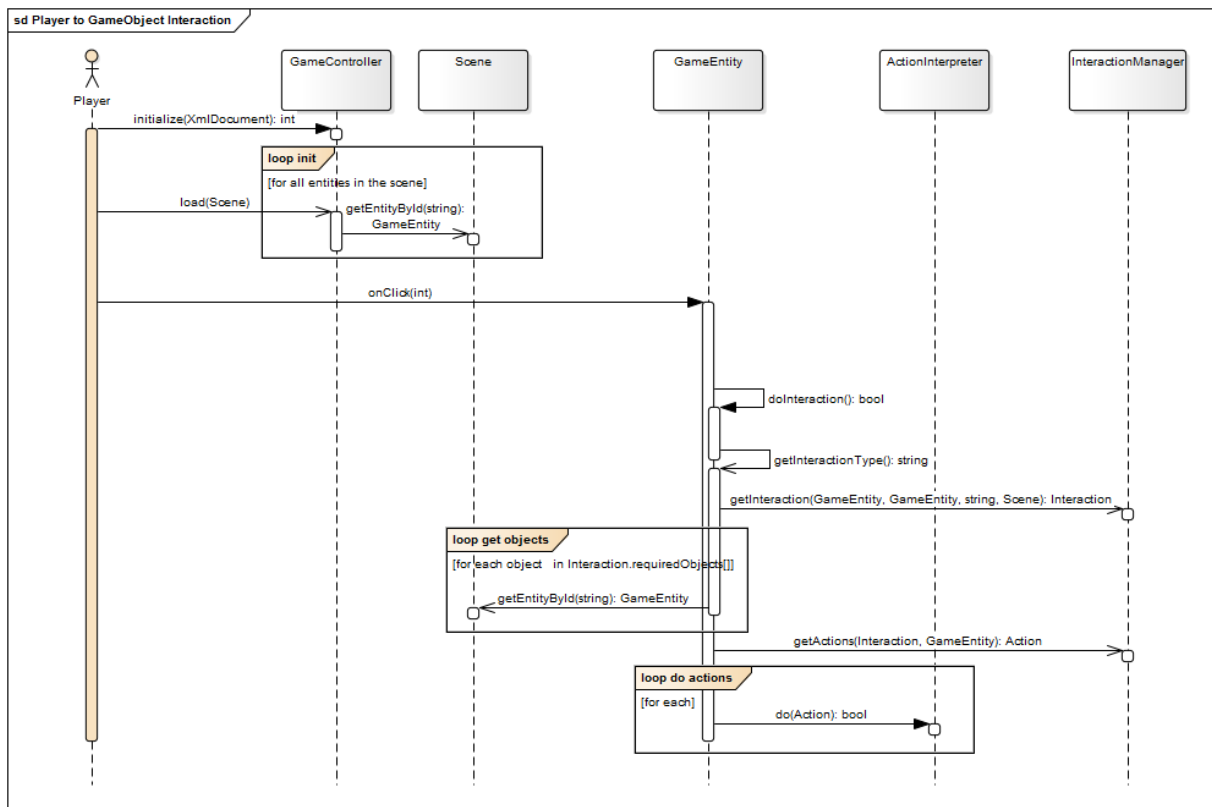 sd Player to GameObject Interaction
GameController
Scene
GameEntity
ActionInterpreter
InteractionManager
Player
initialize(XmlDocument): int
loop init
[for all entities in the scene]
load(Scene)
getEntityById(string):
GameEntity
onClick(int)
doInteraction(): bool
getInteractionType(): string
getInteraction(GameEntity, GameEntity, string, Scene): Interaction
loop get objects
[for each object in Interaction.requiredObjects[]]
getEntityById(string): GameEntity
getActions(Interaction, GameEntity): Action
loop do actions
[for each]
do(Action): bool